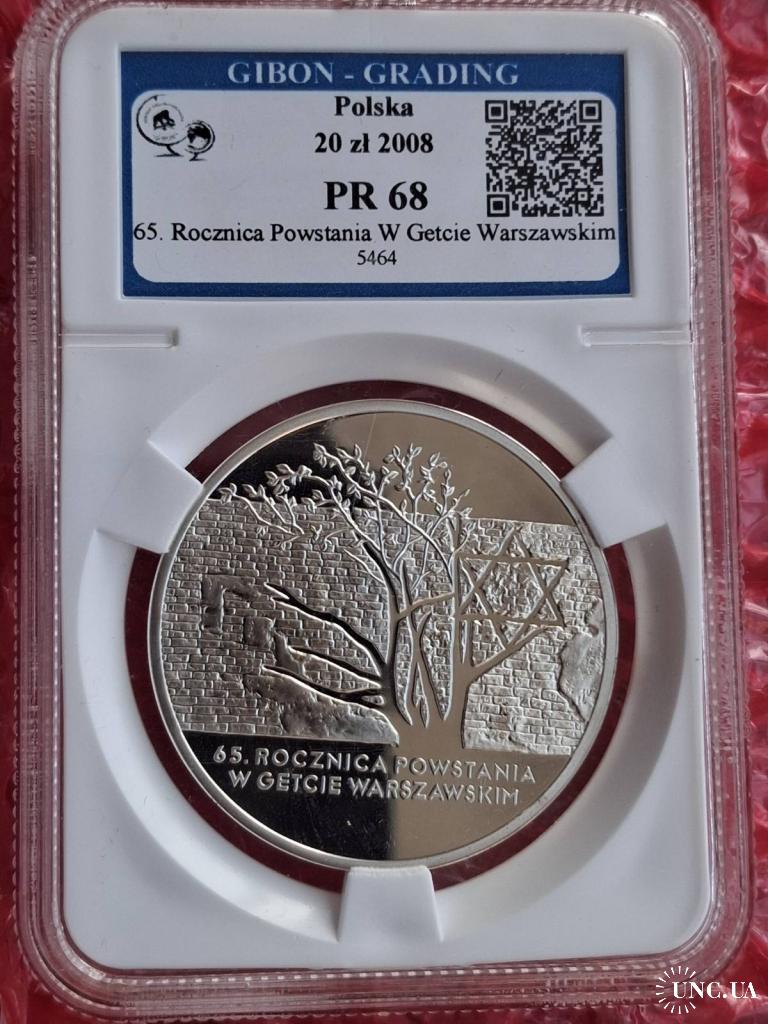 GIBON - GRADING
Polska
20 zł 2008
PR 68
65. Rocznica Powstania W Getcie Warszawskim
5464
65. ROCZNICA POWSTANIA
W GETCIE WARSZAWSKIM
UNC.UA